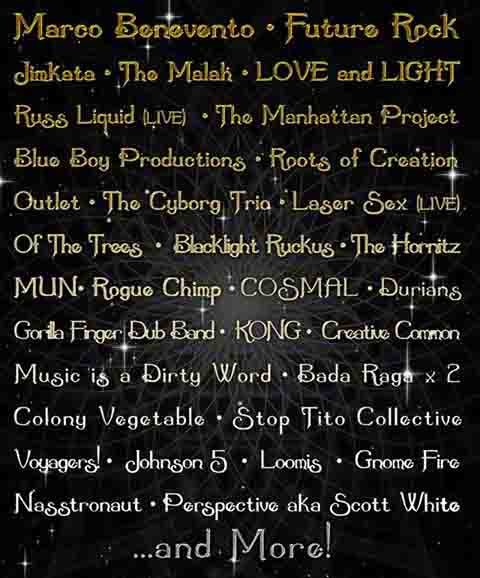 Marco Benevento • Future Rock
Jimkata • The Malah • LOVE and LIGHT
Russ Liquid (LIVE) • The Manhattan Project
Blue Boy Productions • Roots of Creation
Outlet • The Cyborg Trio • Laser Sex (LIVE)
Of The Trees • Blacklight Ruckus • The Hornitz
MUN • Rogue Chimp • COSMAL • Durians
Gorilla Finger Dub Band • KONG • Creative Common
Music is a Dirty Word • Bada Raga x 2
Colony Vegetable • Stop Tito Collective
Voyagers! • Johnson 5 • Loomis • Gnome Fire
Nasstronaut • Perspective aka Scott White
...and More!